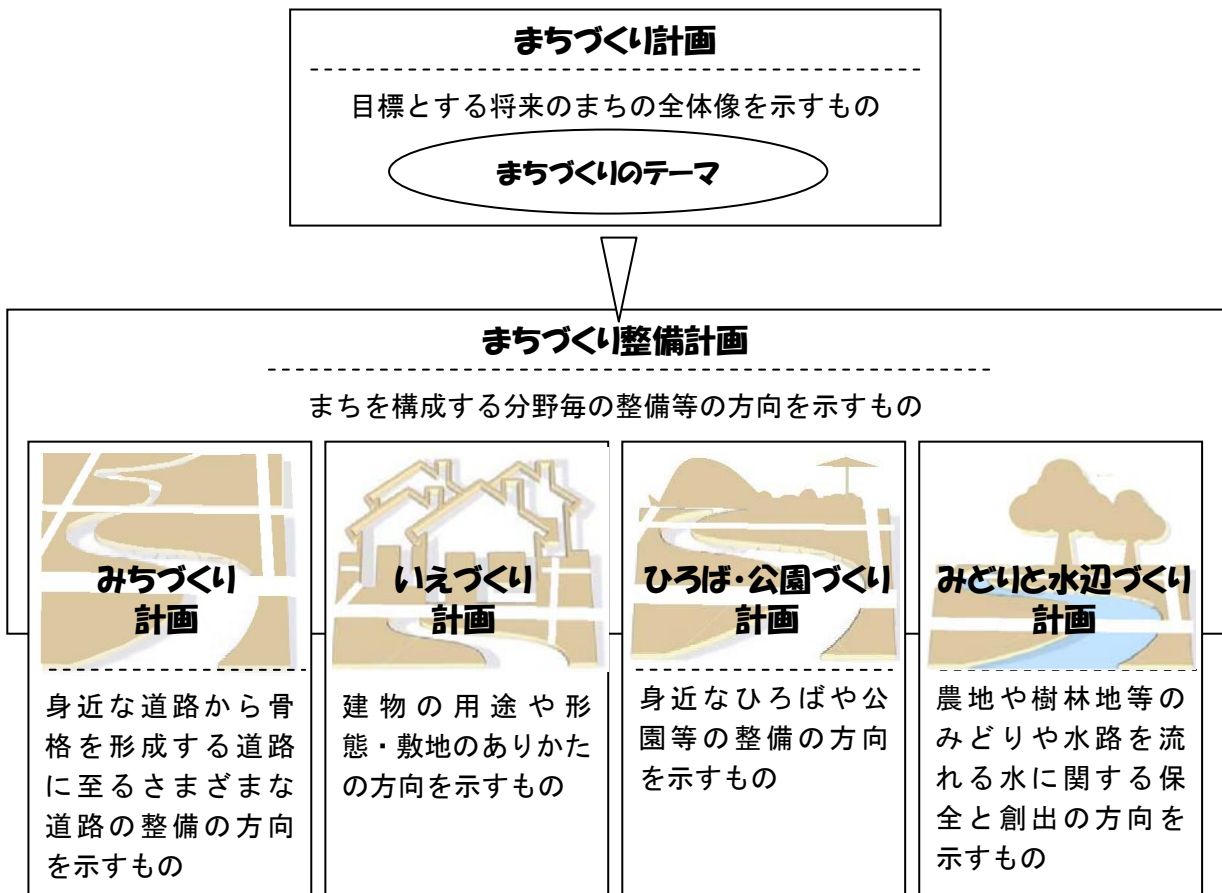 まちづくり計画
目標とする将来のまちの全体像を示すもの
まちづくりのテーマ
まちづくり整備計画
まちを構成する分野毎の整備等の方向を示すもの
みちづくり
計画
身近な道路から骨
格を形成する道路
に至るさまざまな
道路の整備の方向
を示すもの
いえづくり
計画
建物の用途や形
態・敷地のありかた
の方向を示すもの
ひろば・公園づくり
計画
身近なひろばや公
園等の整備の方向
を示すもの
みどりと水辺づくり
計画
農地や樹林地等の
みどりや水路を流
れる水に関する保
全と創出の方向を
示すもの